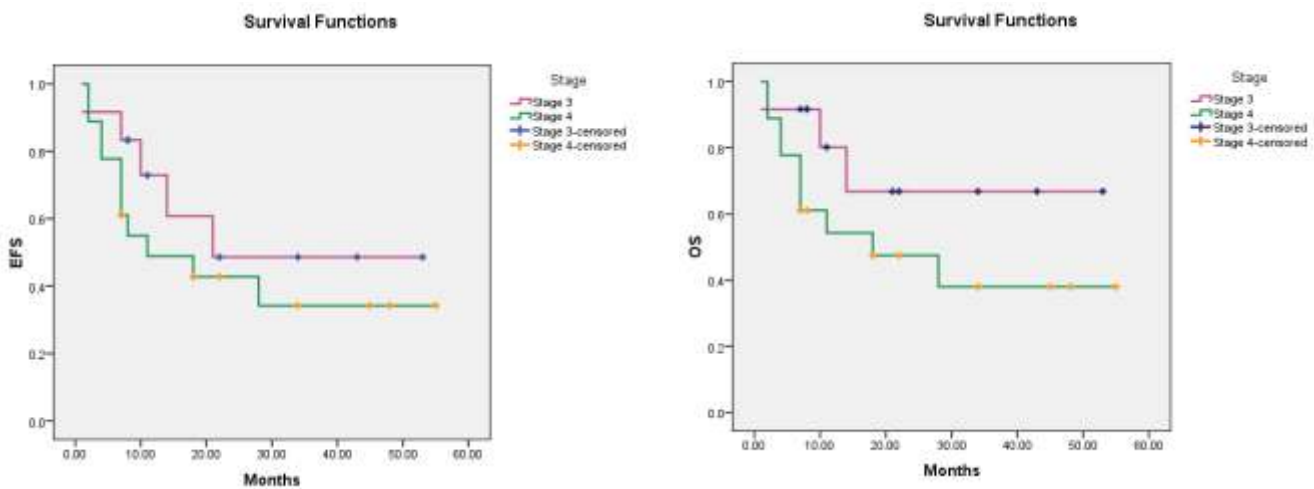 Survival Functions
EFS
1.0
0.8
0.6
0.4
0.2
0.0
0.00 10.00 20.00 30.00 40.00 50.00 60.00
Months
Stage
Stage 3
Stage 4
Stage 3-censored
Stage 4-censored
Survival Functions
OS
1.0
0.8
0.6
0.4
0.2
0.0
0.00 10.00 20.00 30.00 40.00 50.00 60.00
Months
Stage
Stage 3
Stage 4
Stage 3-censored
Stage 4-censored